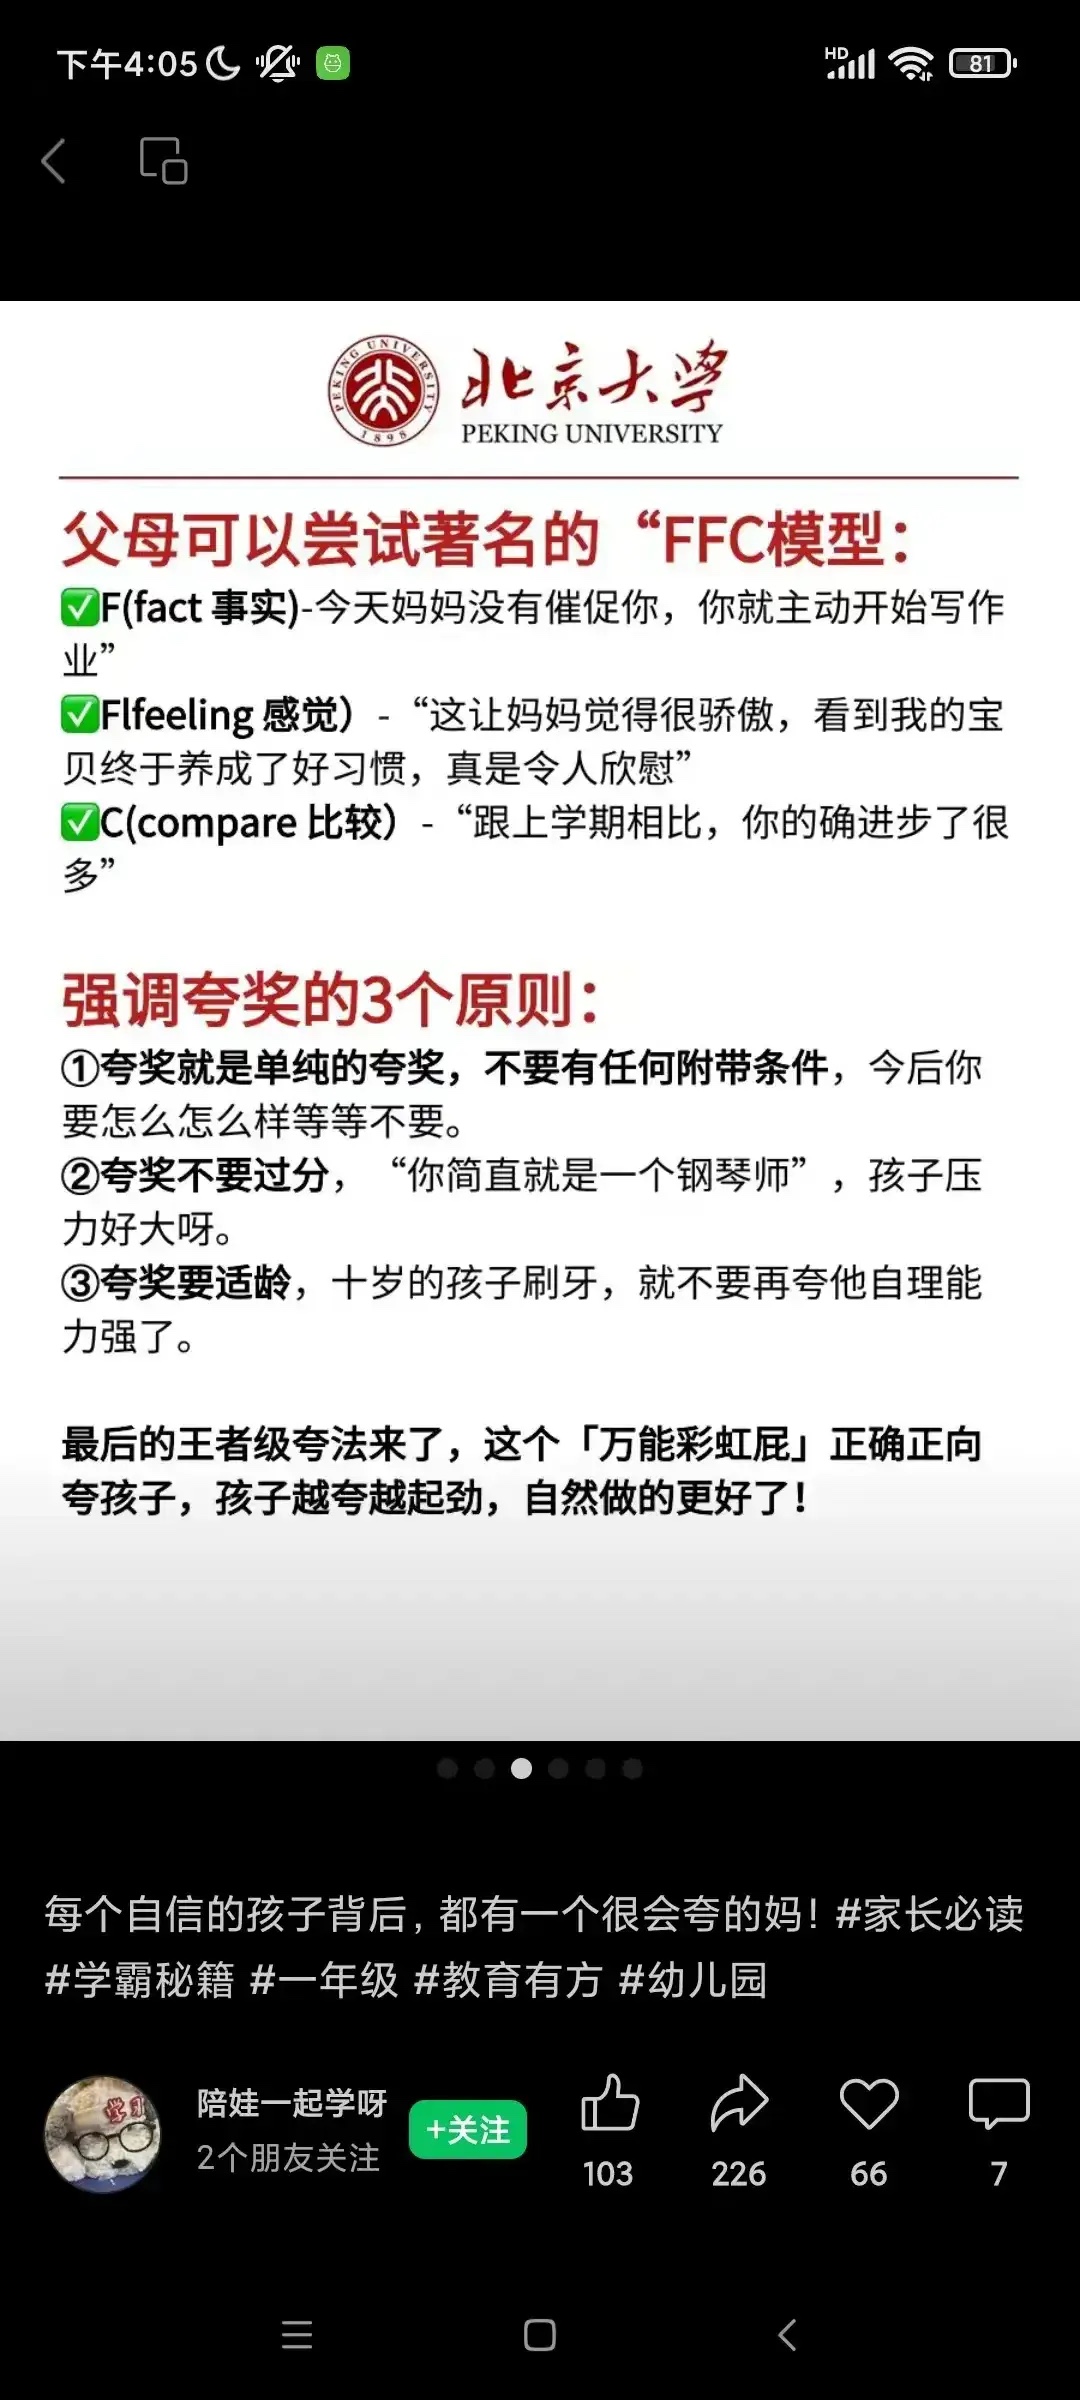 下午4:05
HD
81
PEKING UNIVERSITY
1898
北京大学
PEKING UNIVERSITY
父母可以尝试著名的“FFC模型：
✅F(fact 事实)-今天妈妈没有催促你，你就主动开始写作
业”
✅Flfeeling 感觉）-“这让妈妈觉得很骄傲，看到我的宝
贝终于养成了好习惯，真是令人欣慰”
✅C(compare 比较）-“跟上学期相比，你的确进步了很
多”
强调夸奖的3个原则：
①夸奖就是单纯的夸奖，不要有任何附带条件，今后你
要怎么怎么样等等不要。
②夸奖不要过分，“你简直就是一个钢琴师”，孩子压
力好大呀。
③夸奖要适龄，十岁的孩子刷牙，就不要再夸他自理能
力强了。
最后的王者级夸法来了，这个「万能彩虹屁」正确正向
夸孩子，孩子越夸越起劲，自然做的更好了！
每个自信的孩子背后，都有一个很会夸的妈！#家长必读
#学霸秘籍 #一年级 #教育有方 #幼儿园
学习
陪娃一起学呀
2个朋友关注
+关注
103
226
66
7